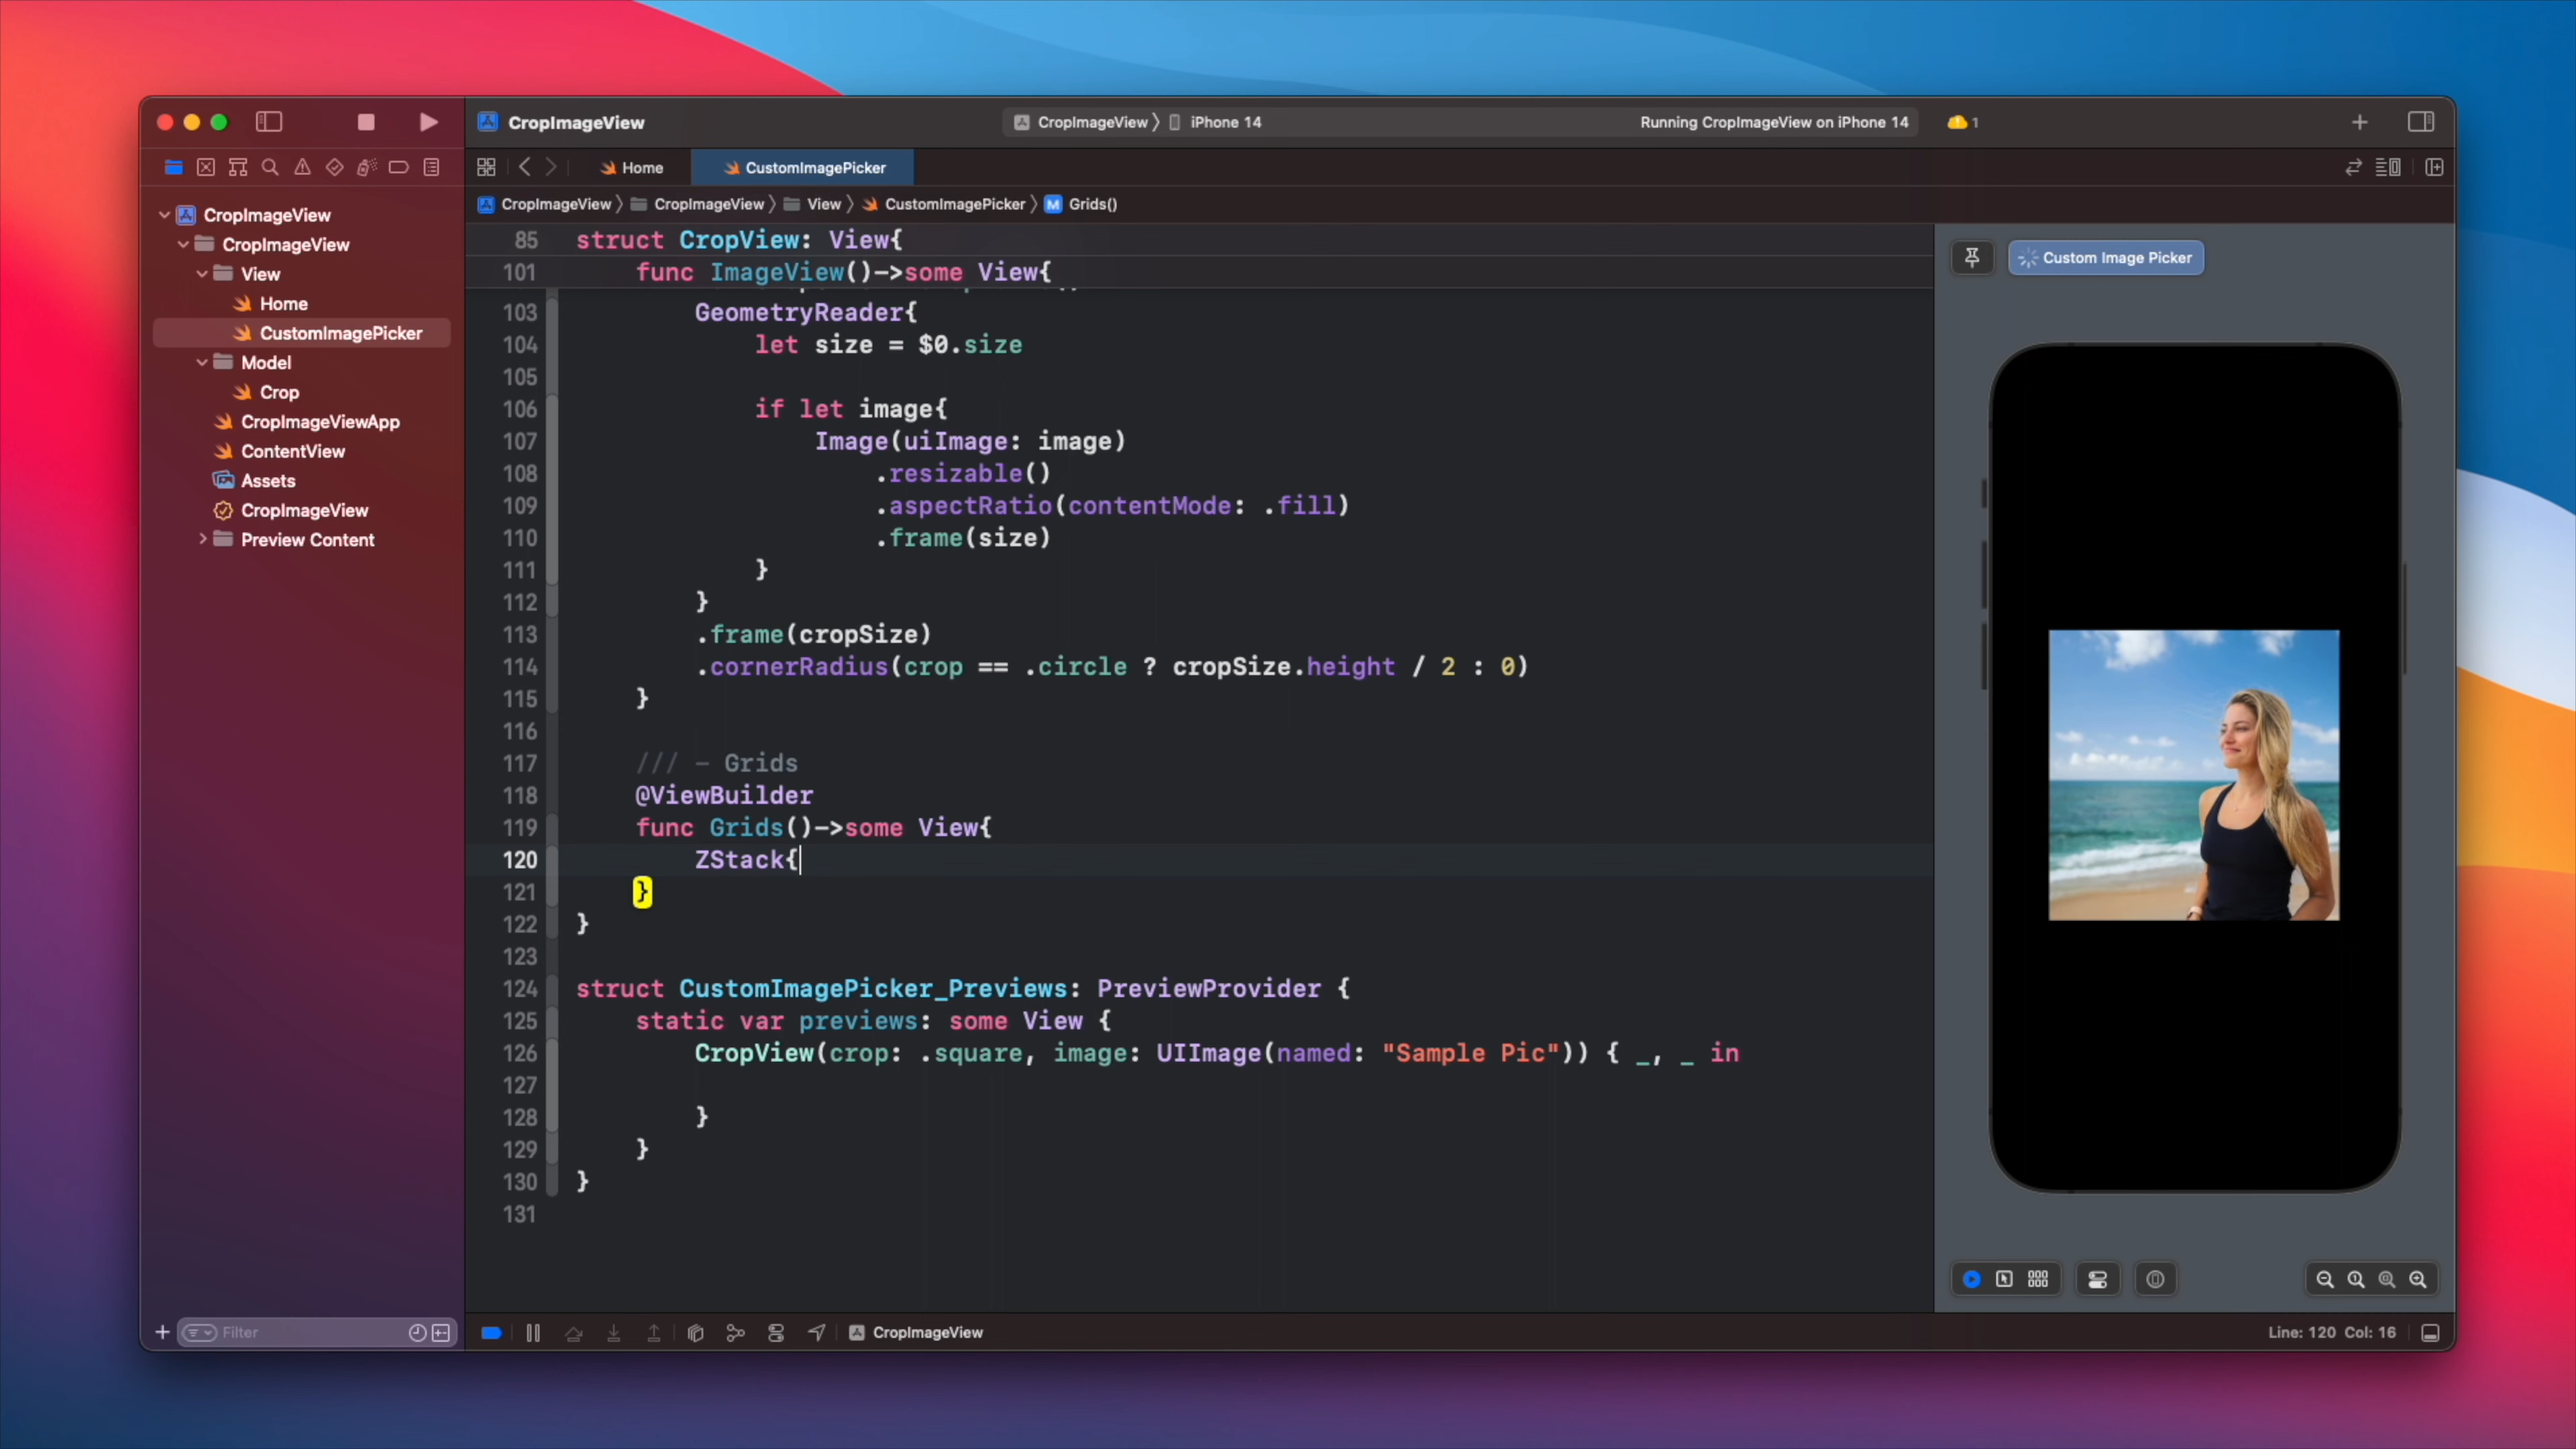 CropImageView
CropImageView 〉 iPhone 14
Running CropImageView on iPhone 14
1
Home
CustomImagePicker
CropImageView 〉 CropImageView 〉 View 〉 CustomImagePicker 〉 M Grids()
CropImageView
CropImageView
View
Home
CustomImagePicker
Model
Crop
CropImageViewApp
ContentView
Assets
CropImageView
Preview Content
85 struct CropView: View{
101 func ImageView()->some View{
103 GeometryReader{
104 let size = $0.size
105
106 if let image{
107 Image(uiImage: image)
108 .resizable()
109 .aspectRatio(contentMode: .fill)
110 .frame(size)
111 }
112 }
113 .frame(cropSize)
114 .cornerRadius(crop == .circle ? cropSize.height / 2 : 0)
115 }
116
117 /// - Grids
118 @ViewBuilder
119 func Grids()->some View{
120 ZStack{
121 }
122 }
123
124 struct CustomImagePicker_Previews: PreviewProvider {
125 static var previews: some View {
126 CropView(crop: .square, image: UIImage(named: "Sample Pic")) { _, _ in
127
128 }
129 }
130 }
131
Custom Image Picker
Filter
CropImageView
Line: 120 Col: 16